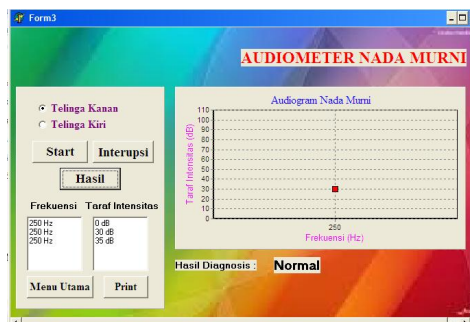 Form3
AUDIOMETER NADA MURNI
Telinga Kanan
Telinga Kiri
Start Interupsi
Hasil
Frekuensi Taraf Intensitas
250 Hz 0 dB
250 Hz 30 dB
250 Hz 35 dB
Menu Utama Print
Audiogram Nada Murni
Taraf Intensitas (dB)
110
100
90
80
70
60
50
40
30
20
10
0
250
Frekuensi (Hz)
Hasil Diagnosis : Normal